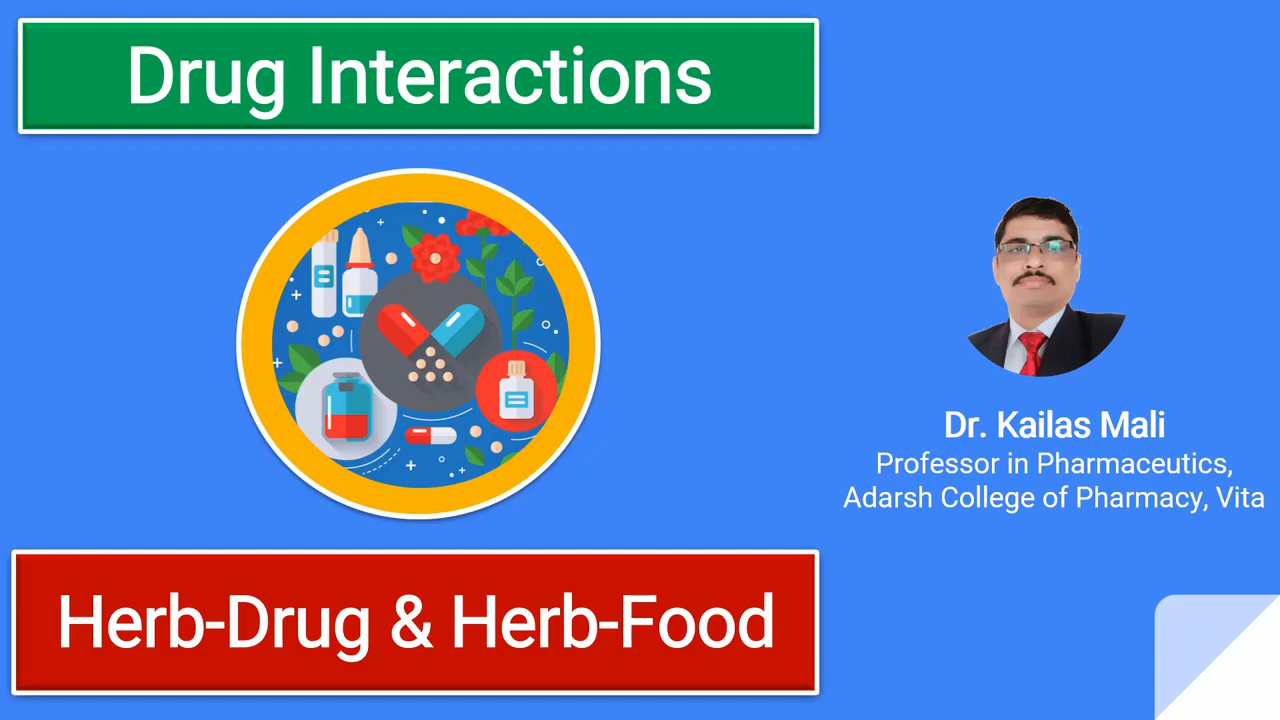 Drug Interactions
Dr. Kailas Mali
Professor in Pharmaceutics,
Adarsh College of Pharmacy, Vita
Herb-Drug & Herb-Food